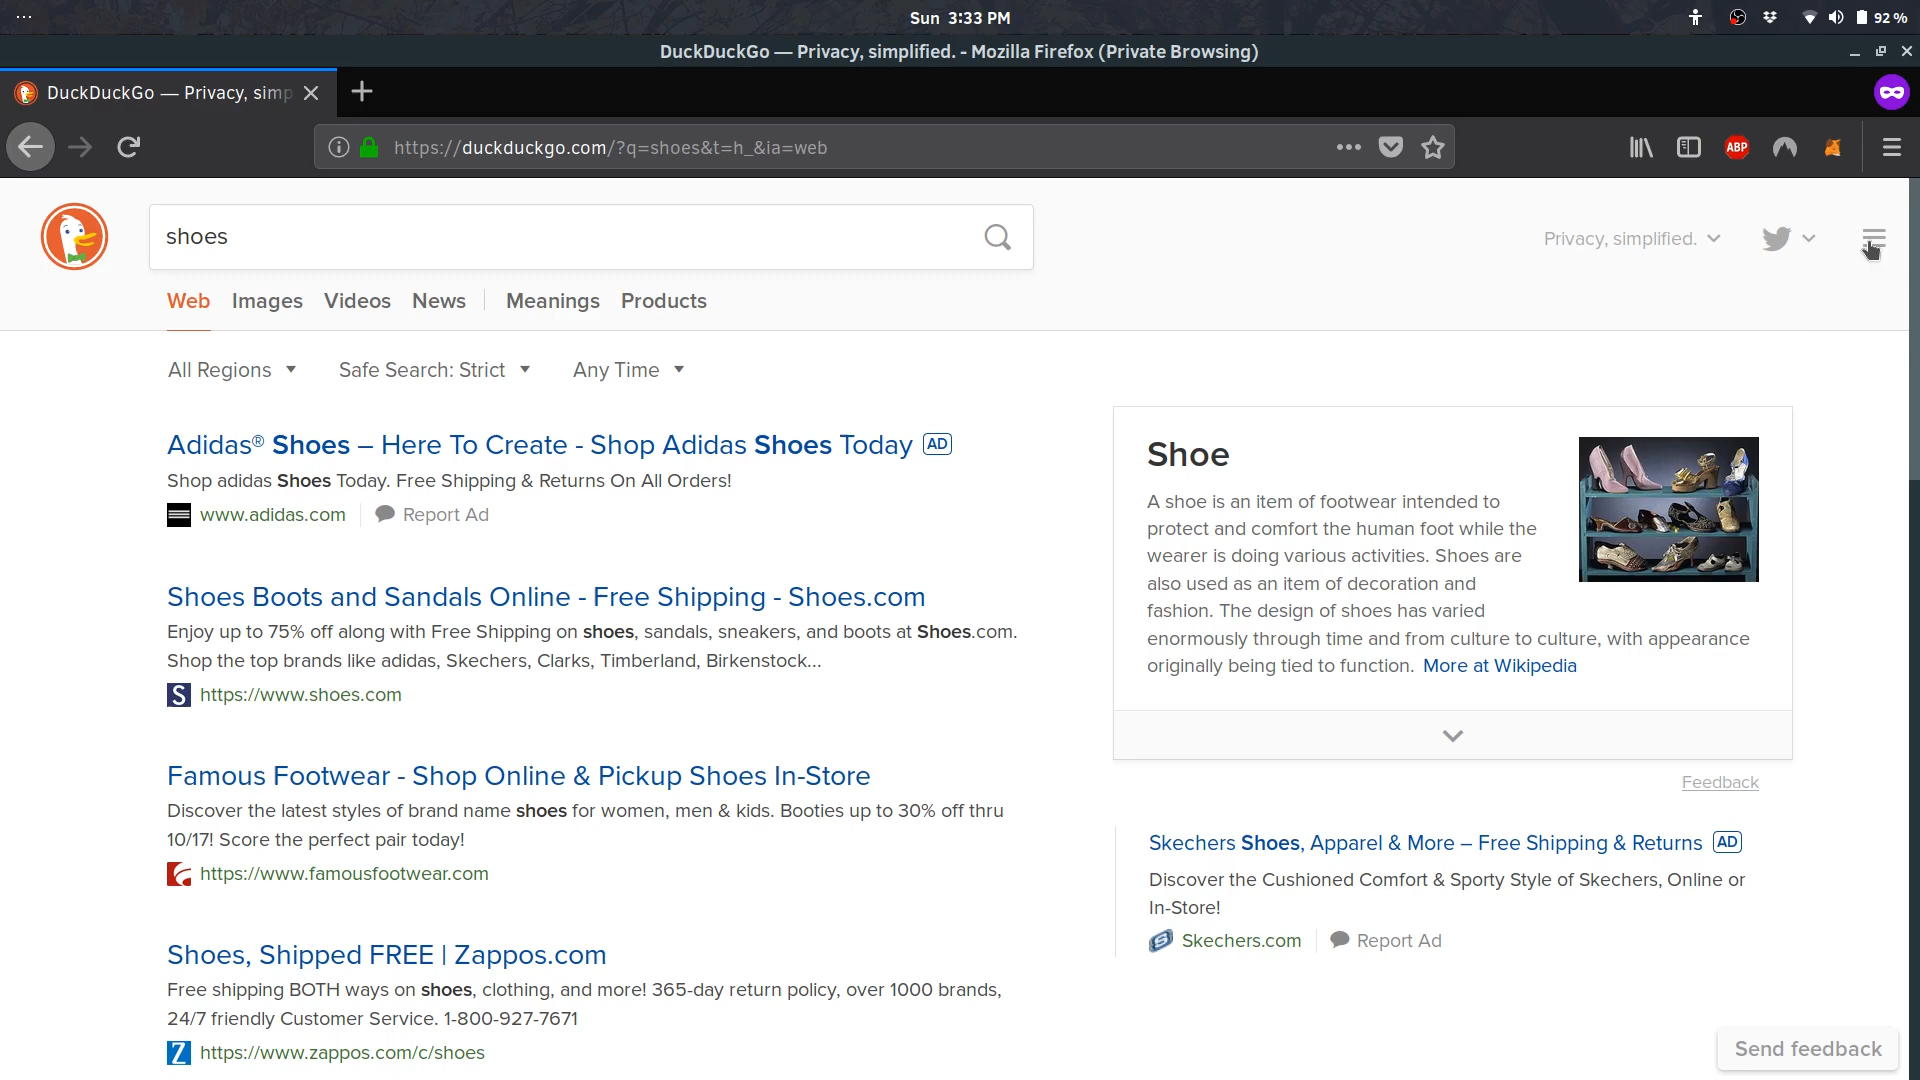 Sun 3:33 PM
92 %
DuckDuckGo — Privacy, simplified. - Mozilla Firefox (Private Browsing)
DuckDuckGo — Privacy, simp
ABP
https://duckduckgo.com/?q=shoes&t=h_&ia=web
shoes
Privacy, simplified.
Web Images Videos News Meanings Products
All Regions Safe Search: Strict Any Time
Adidas® Shoes – Here To Create - Shop Adidas Shoes Today AD
Shop adidas Shoes Today. Free Shipping & Returns On All Orders!
www.adidas.com Report Ad
Shoes Boots and Sandals Online - Free Shipping - Shoes.com
Enjoy up to 75% off along with Free Shipping on shoes, sandals, sneakers, and boots at Shoes.com.
Shop the top brands like adidas, Skechers, Clarks, Timberland, Birkenstock...
S https://www.shoes.com
Famous Footwear - Shop Online & Pickup Shoes In-Store
Discover the latest styles of brand name shoes for women, men & kids. Booties up to 30% off thru
10/17! Score the perfect pair today!
https://www.famousfootwear.com
Shoes, Shipped FREE | Zappos.com
Free shipping BOTH ways on shoes, clothing, and more! 365-day return policy, over 1000 brands,
24/7 friendly Customer Service. 1-800-927-7671
Z https://www.zappos.com/c/shoes
Shoe
A shoe is an item of footwear intended to
protect and comfort the human foot while the
wearer is doing various activities. Shoes are
also used as an item of decoration and
fashion. The design of shoes has varied
enormously through time and from culture to culture, with appearance
originally being tied to function. More at Wikipedia
Feedback
Skechers Shoes, Apparel & More – Free Shipping & Returns AD
Discover the Cushioned Comfort & Sporty Style of Skechers, Online or
In-Store!
S Skechers.com Report Ad
Send feedback